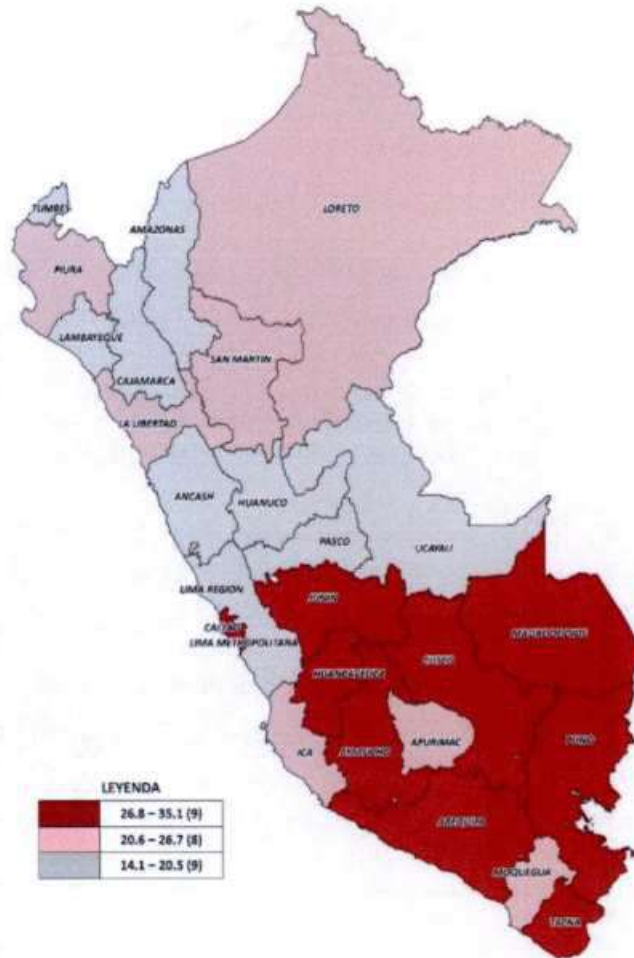 TUMBES
AMAZONAS
LORETO
PIURA
LAMBAYEQUE
SAN MARTIN
CAJAMARCA
LA LIBERTAD
ANCASH
HUANUCO
PASCO
UCAYALI
LIMA REGION
JUNIN
CALLAO
LIMA METROPOLITANA
MADRE DE DIOS
CUSCO
HUANCAVELICA
ICA
AYACUCHO
APURIMAC
PUNO
AREQUIPA
MOQUEGUA
TACNA
LEYENDA
26.8 – 35.1 (9)
20.6 – 26.7 (8)
14.1 – 20.5 (9)